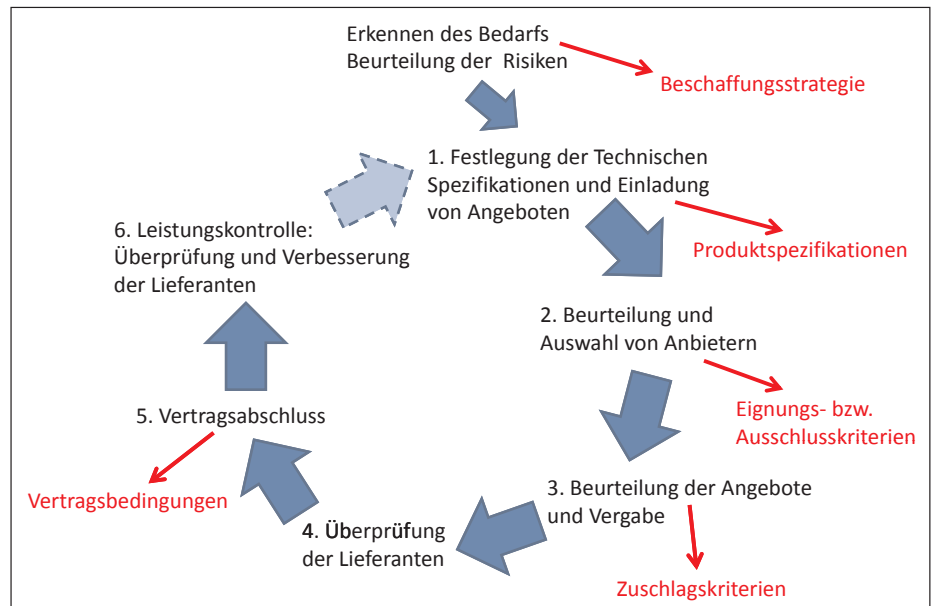 Erkennen des Bedarfs
Beurteilung der Risiken
Beschaffungsstrategie
1. Festlegung der Technischen
Spezifikationen und Einladung
von Angeboten
Produktspezifikationen
2. Beurteilung und
Auswahl von Anbietern
Eignungs- bzw.
Ausschlusskriterien
3. Beurteilung der Angebote
und Vergabe
Zuschlagskriterien
4. Überprüfung
der Lieferanten
5. Vertragsabschluss
Vertragsbedingungen
6. Leistungskontrolle:
Überprüfung und Verbesserung
der Lieferanten